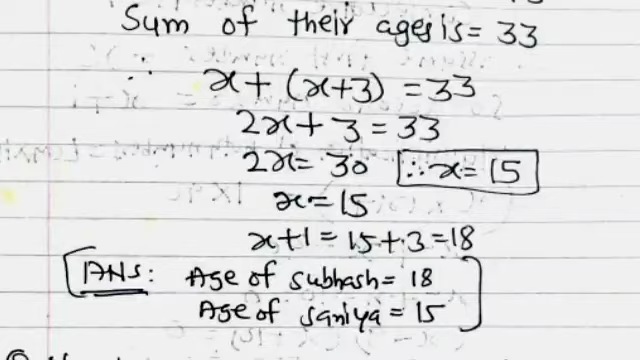 Sum of their ages is = 33
∴ x + (x+3) = 33
2x + 3 = 33
2x = 30 ∴ x = 15
x = 15
x+1 = 15+3 = 18
ANS: Age of subhash = 18
Age of saniya = 15